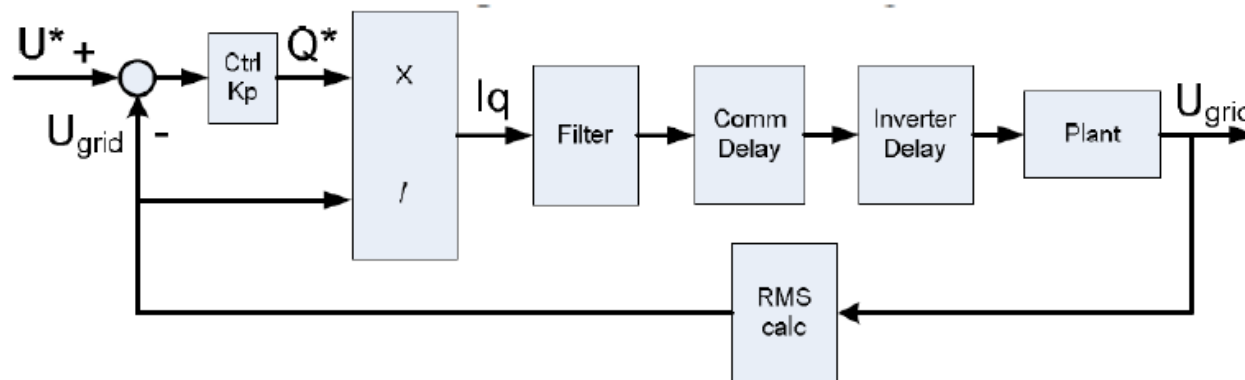 U* +
Ctrl
Kp
Q*
X
/
Iq
Filter
Comm
Delay
Inverter
Delay
Plant
Ugrid
Ugrid -
RMS
calc